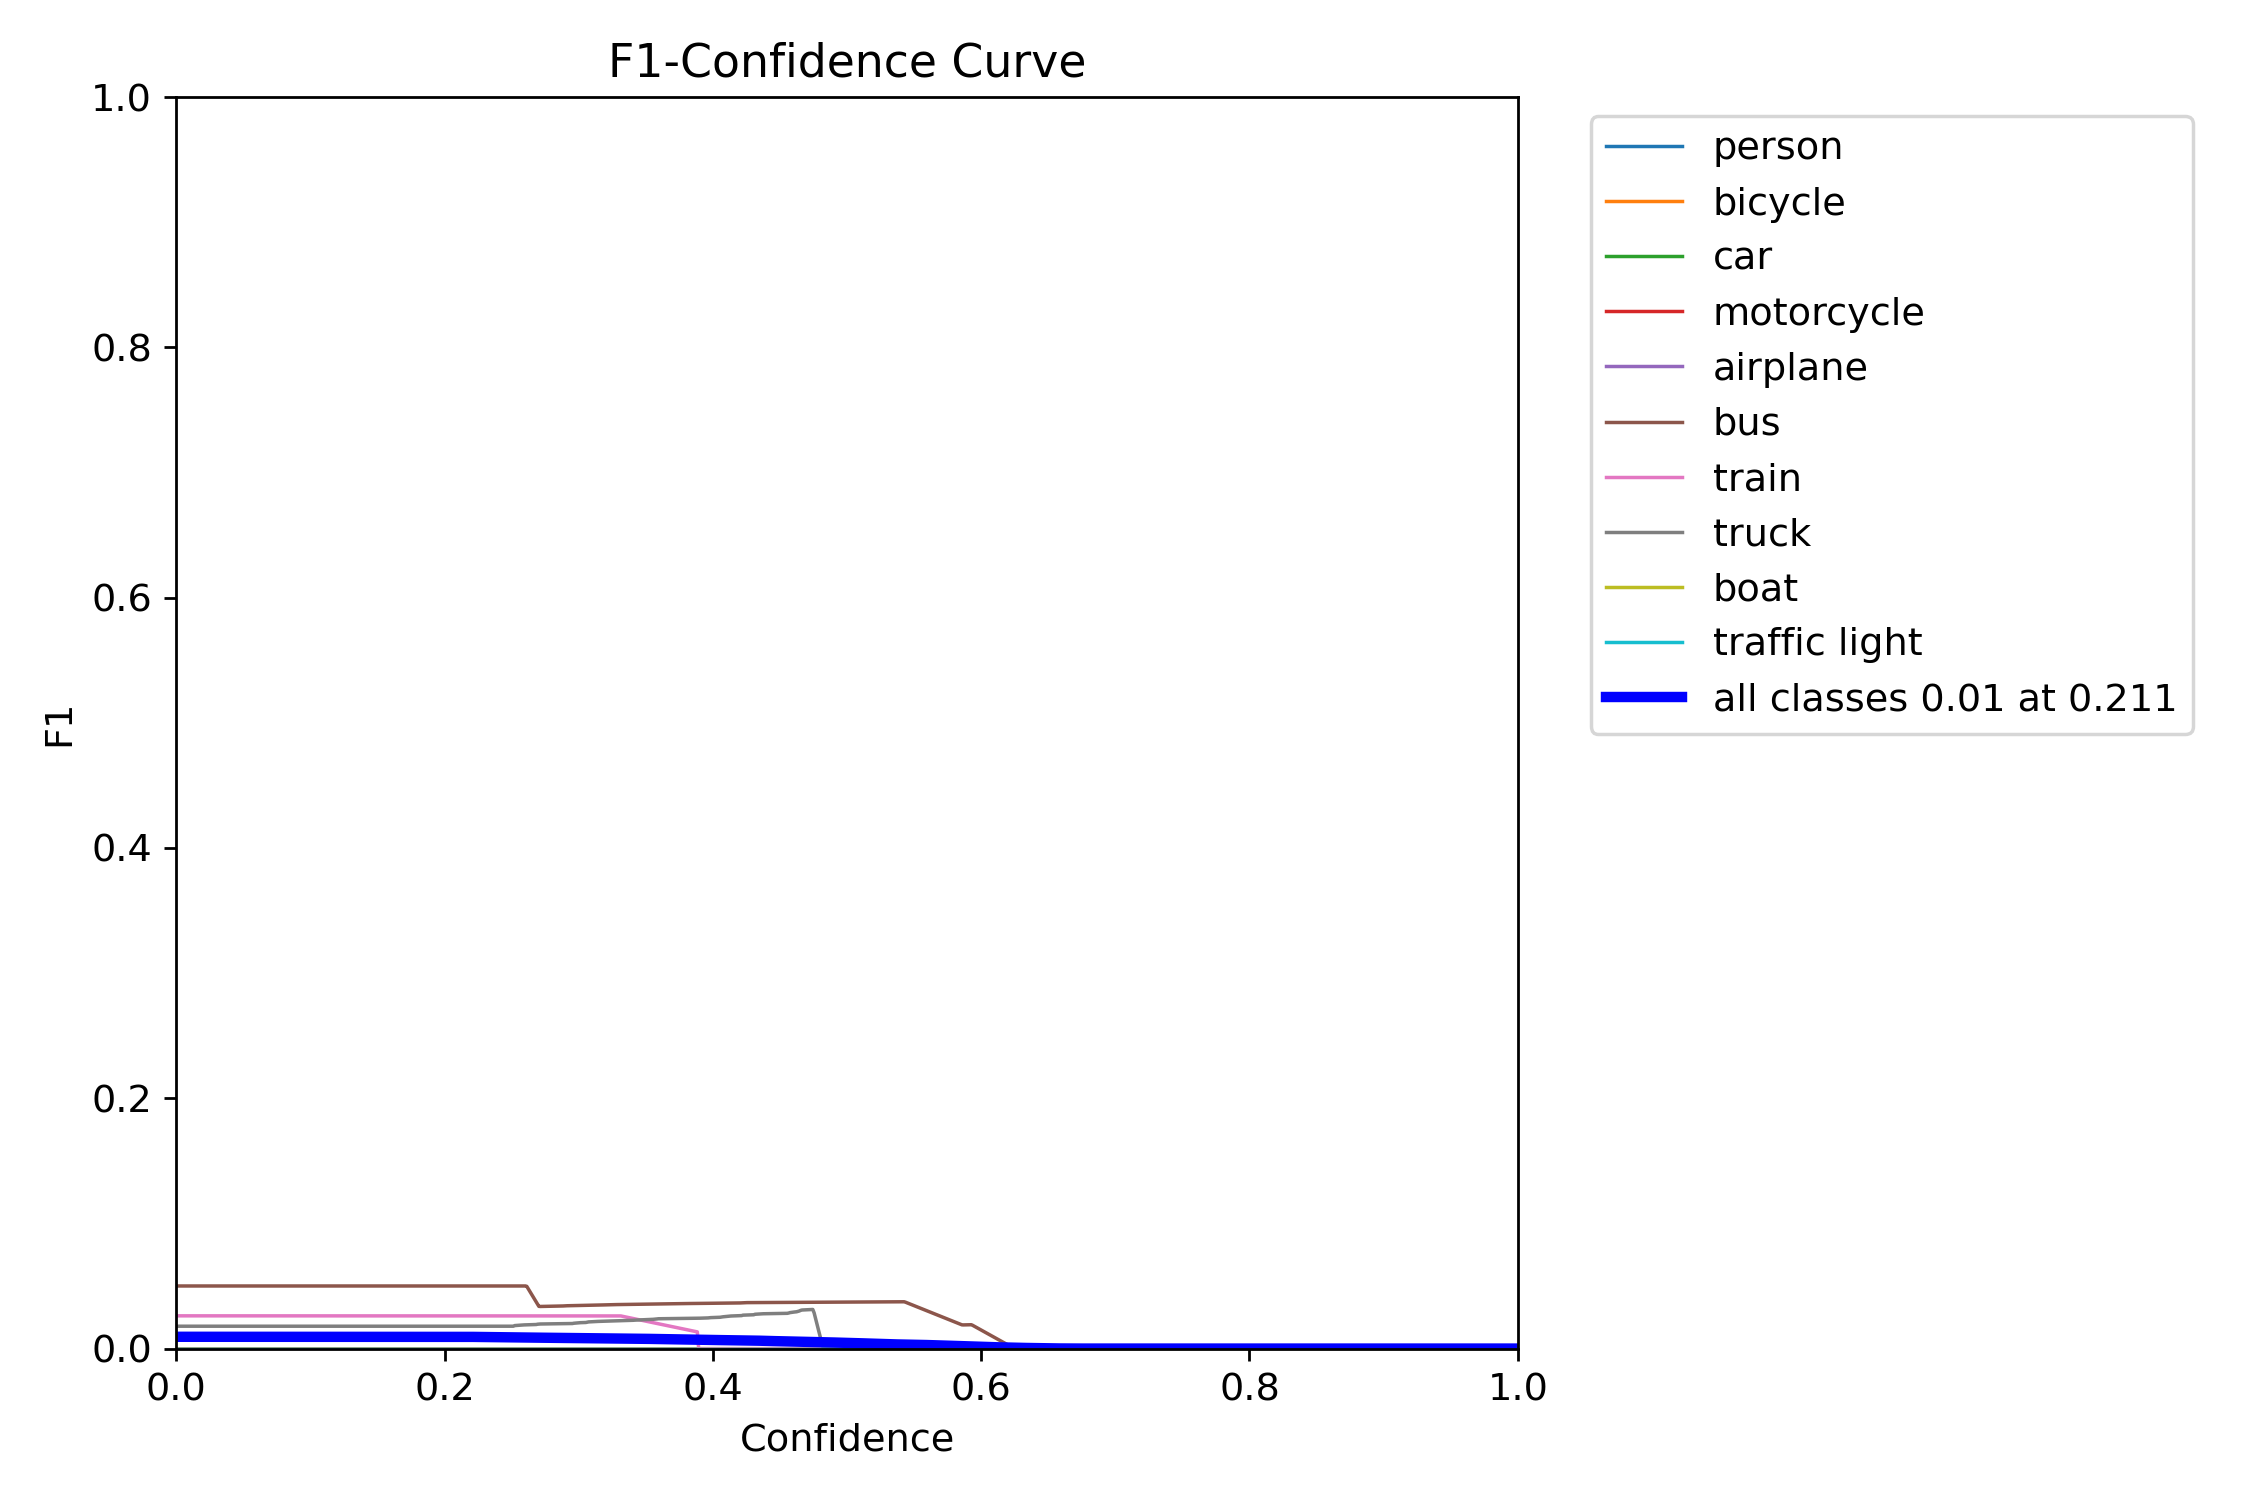 F1-Confidence Curve
1.0
0.8
0.6
0.4
0.2
0.0
F1
0.0 0.2 0.4 0.6 0.8 1.0
Confidence
person
bicycle
car
motorcycle
airplane
bus
train
truck
boat
traffic light
all classes 0.01 at 0.211